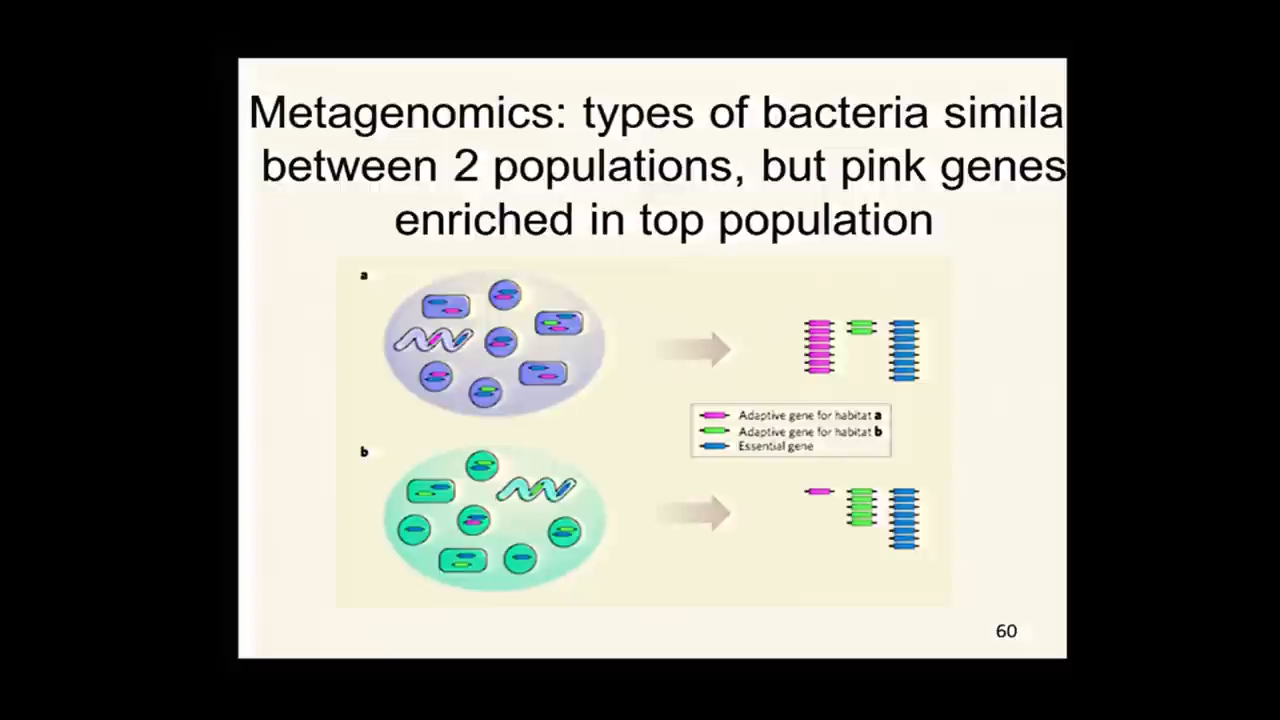 Metagenomics: types of bacteria simila
between 2 populations, but pink genes
enriched in top population
a
Adaptive gene for habitat a
Adaptive gene for habitat b
Essential gene
b
60